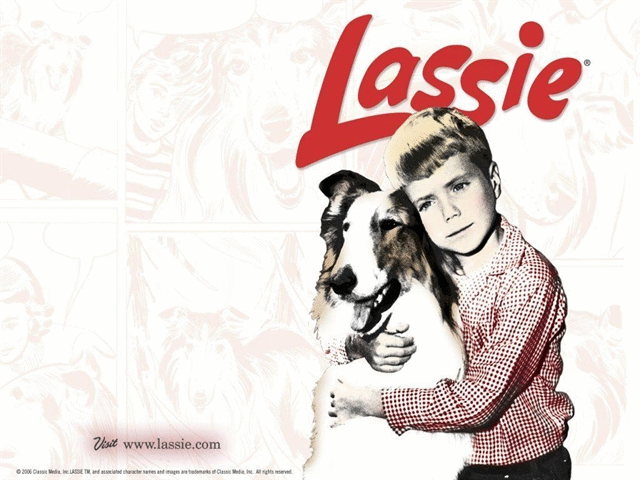 Lassie®
Visit www.lassie.com
© 2006 Classic Media, Inc. LASSIE TM, and associated character names and images are trademarks of Classic Media, Inc. All rights reserved.